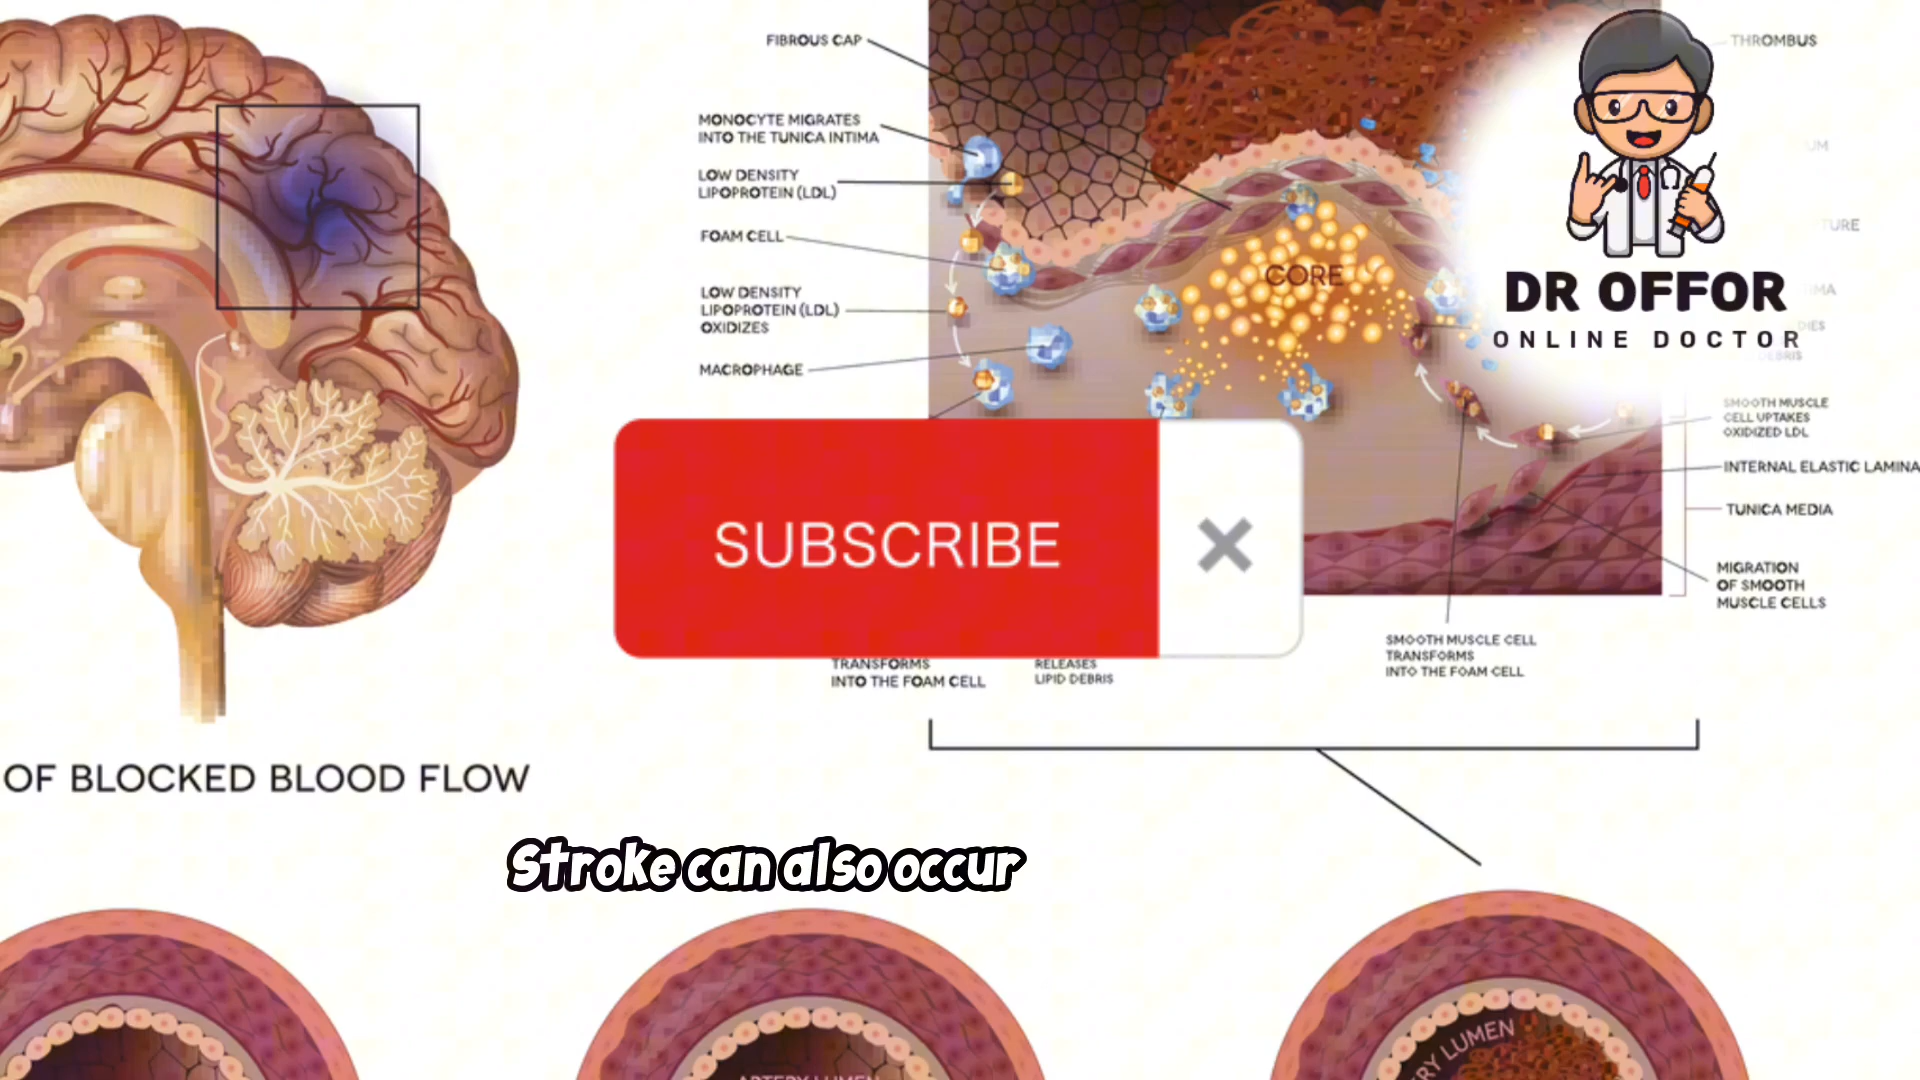 FIBROUS CAP
MONOCYTE MIGRATES
INTO THE TUNICA INTIMA
LOW DENSITY
LIPOPROTEIN (LDL)
FOAM CELL
LOW DENSITY
LIPOPROTEIN (LDL)
OXIDIZES
MACROPHAGE
CORE
THROMBUS
DR OFFOR
ONLINE DOCTOR
SMOOTH MUSCLE
CELL UPTAKES
OXIDIZED LDL
INTERNAL ELASTIC LAMINA
TUNICA MEDIA
MIGRATION
OF SMOOTH
MUSCLE CELLS
SUBSCRIBE
TRANSFORMS
INTO THE FOAM CELL
RELEASES
LIPID DEBRIS
SMOOTH MUSCLE CELL
TRANSFORMS
INTO THE FOAM CELL
OF BLOCKED BLOOD FLOW
Stroke can also occur
ARTERY LUMEN
RY LUMEN